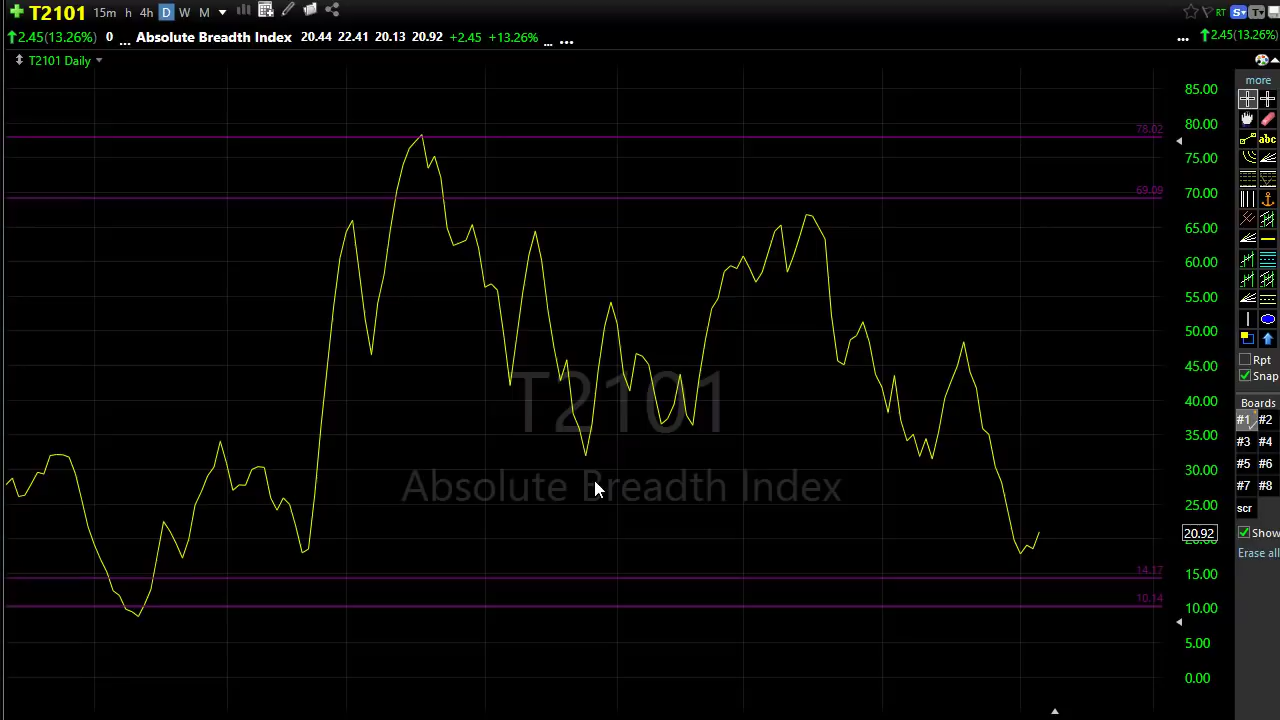 T2101 15m h 4h D W M RT S T
2.45(13.26%) 0 ... Absolute Breadth Index 20.44 22.41 20.13 20.92 +2.45 +13.26% ... ... ... 2.45(13.26%)
T2101 Daily
more
85.00
78.02
80.00
abc
75.00
69.09
70.00
65.00
60.00
55.00
50.00
45.00
Rpt
Snap
T2101
40.00
Boards
#1 #2
35.00
#3 #4
30.00
#5 #6
Absolute Breadth Index
#7 #8
25.00
scr
20.92
20.00
Show
Erase all
14.17
15.00
10.14
10.00
5.00
0.00